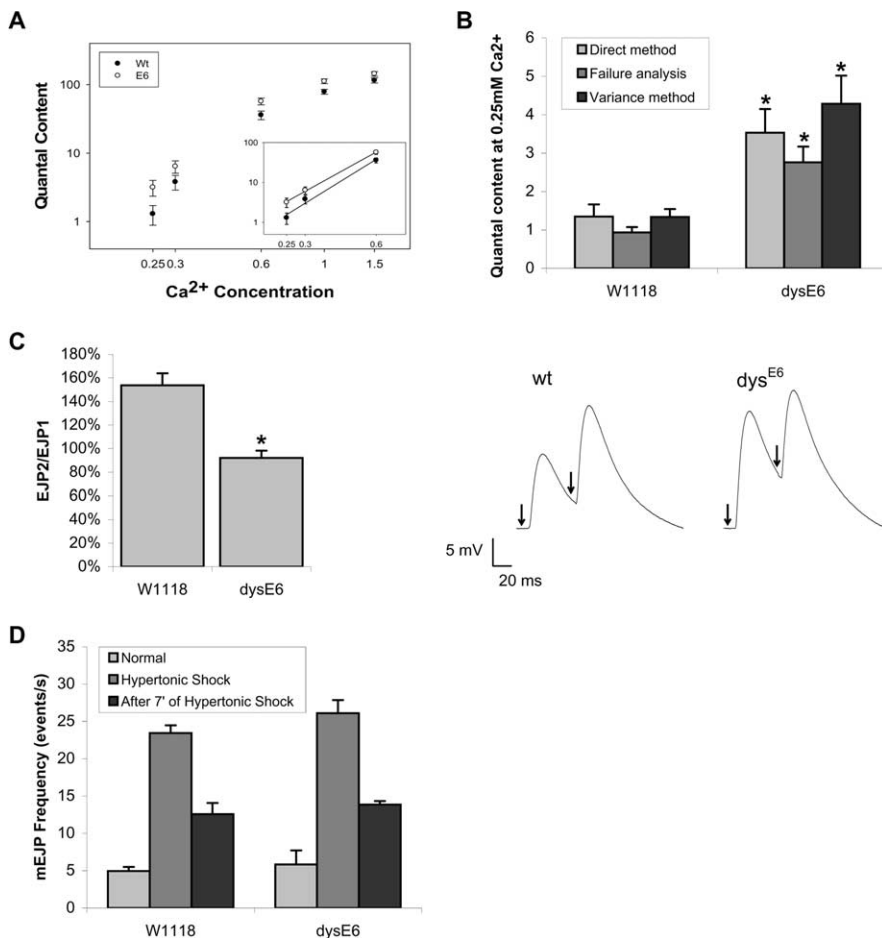 A
Wt
E6
Quantal Content
100
10
1
100
10
1
0.25
0.3
0.6
0.25
0.3
0.6
1
1.5
Ca2+ Concentration
B
Quantal content at 0.25mM Ca2+
6
5
4
3
2
1
0
Direct method
Failure analysis
Variance method
*
*
*
W1118
dysE6
C
EJP2/EJP1
180%
160%
140%
120%
100%
80%
60%
40%
20%
0%
*
W1118
dysE6
wt
dysE6
5 mV
20 ms
D
mEJP Frequency (events/s)
35
30
25
20
15
10
5
0
Normal
Hypertonic Shock
After 7' of Hypertonic Shock
W1118
dysE6